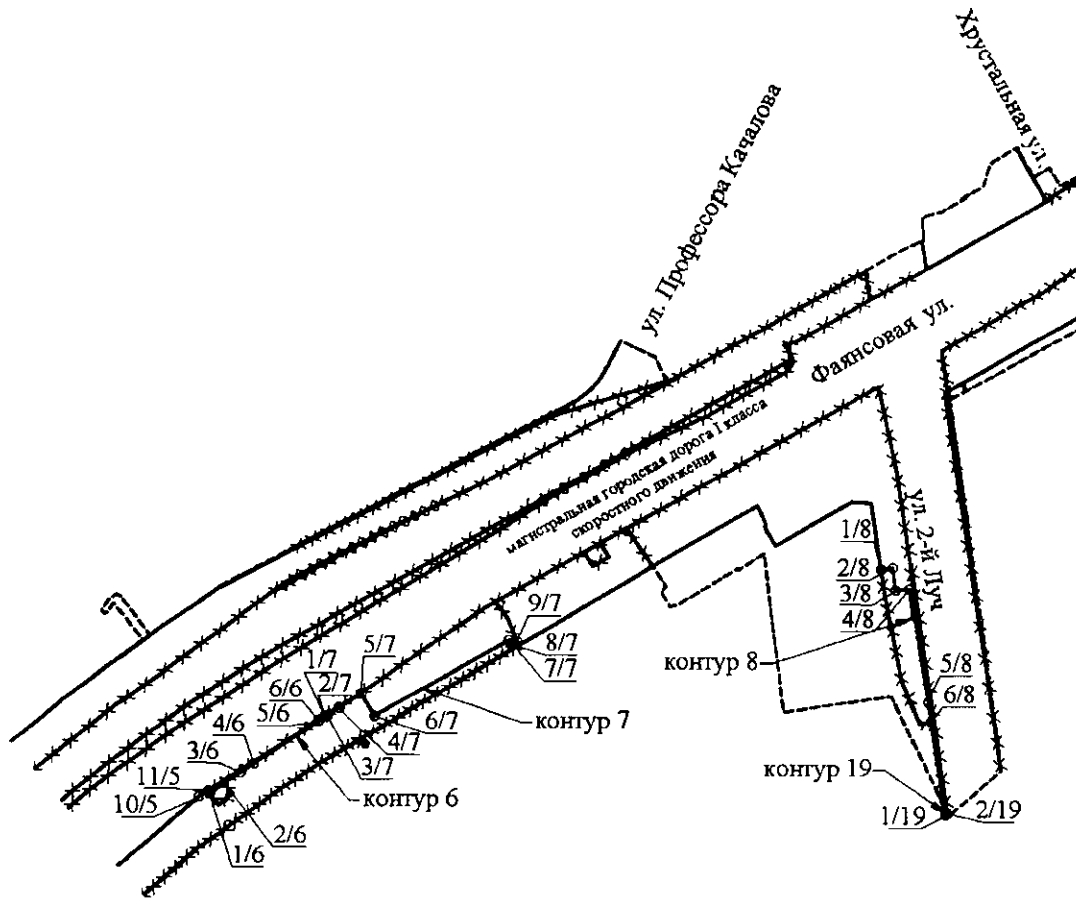 Хрустальная ул.
ул. Профессора Качалова
Фаянсовая ул.
магистральная городская дорога I класса
скоростного движения
ул. 2-й Луч
1/8
2/8
3/8
4/8
контур 8
5/8
6/8
9/7
8/7
7/7
5/7
1/7
2/7
6/6
5/6
6/7
контур 7
4/7
4/6
3/7
3/6
11/5
контур 6
10/5
2/6
1/6
контур 19
1/19
2/19